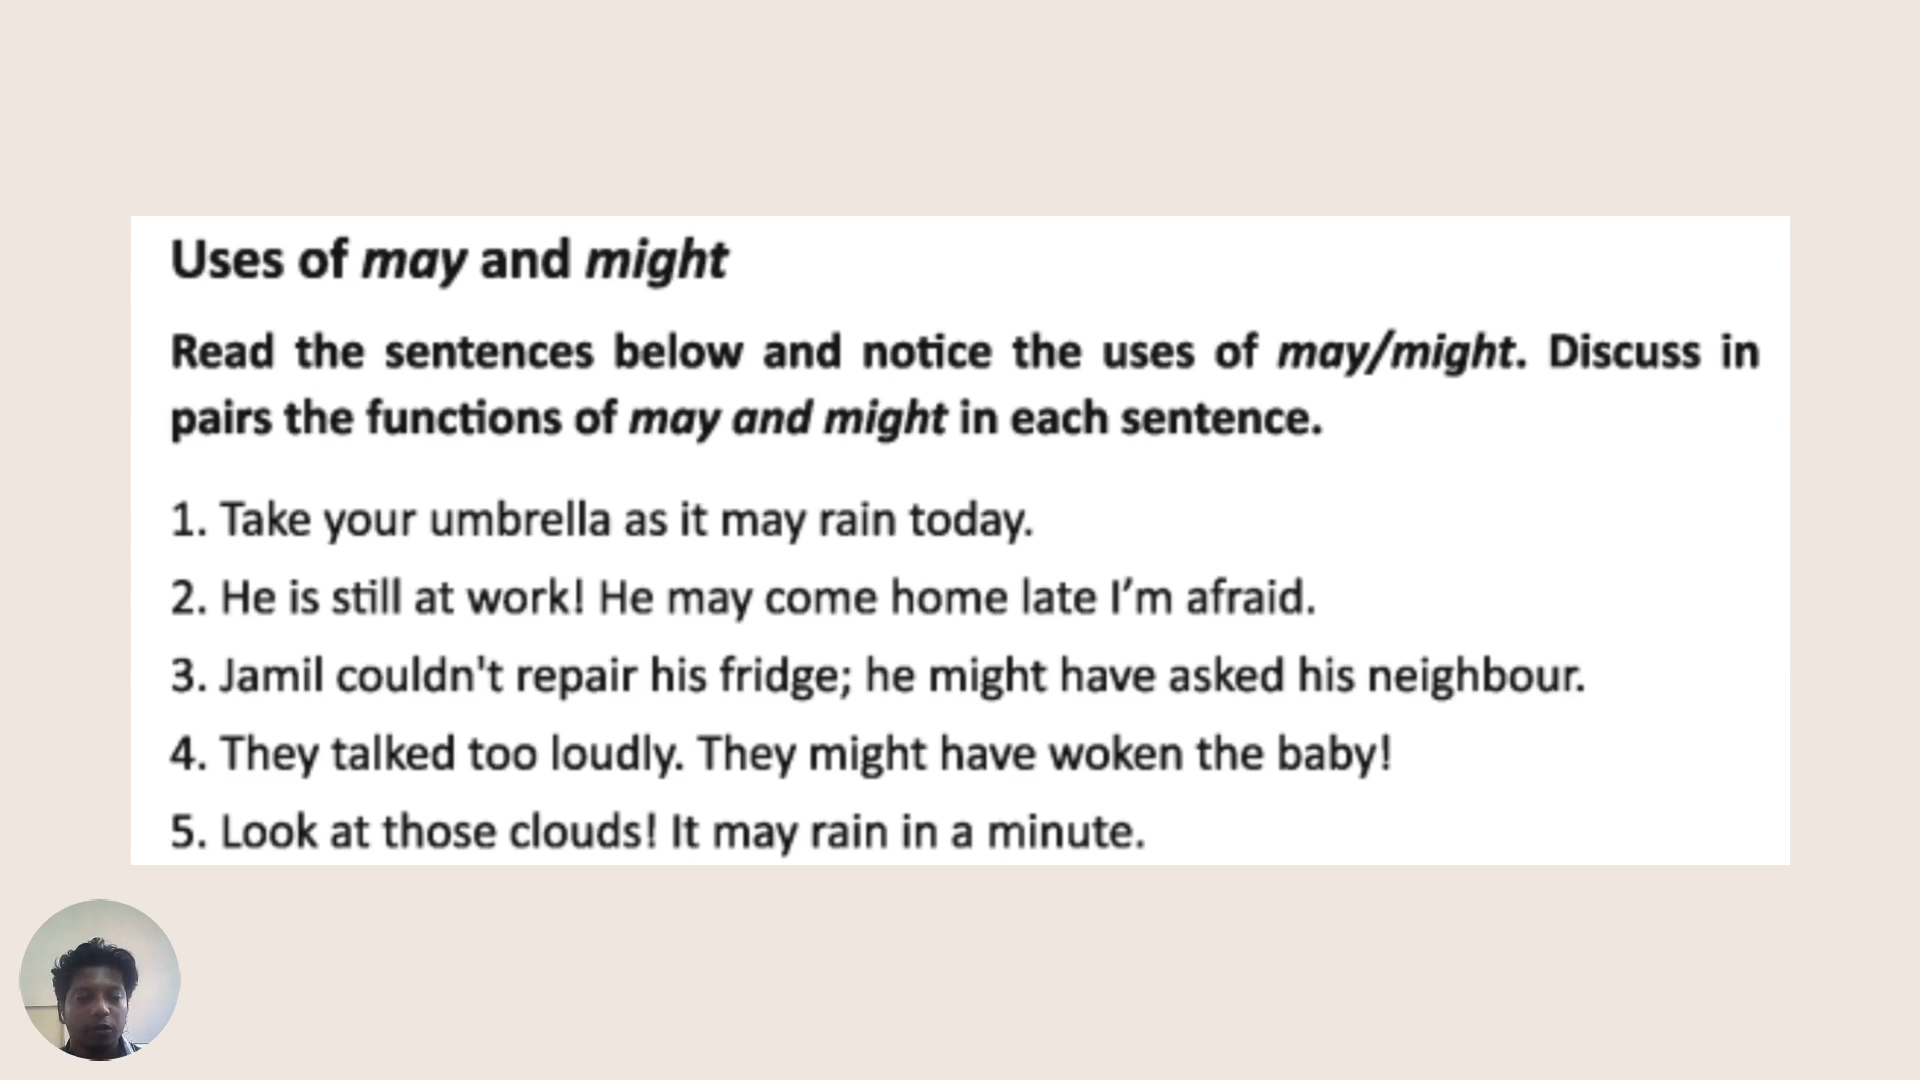 Uses of may and might
Read the sentences below and notice the uses of may/might. Discuss in
pairs the functions of may and might in each sentence.
1. Take your umbrella as it may rain today.
2. He is still at work! He may come home late I’m afraid.
3. Jamil couldn't repair his fridge; he might have asked his neighbour.
4. They talked too loudly. They might have woken the baby!
5. Look at those clouds! It may rain in a minute.